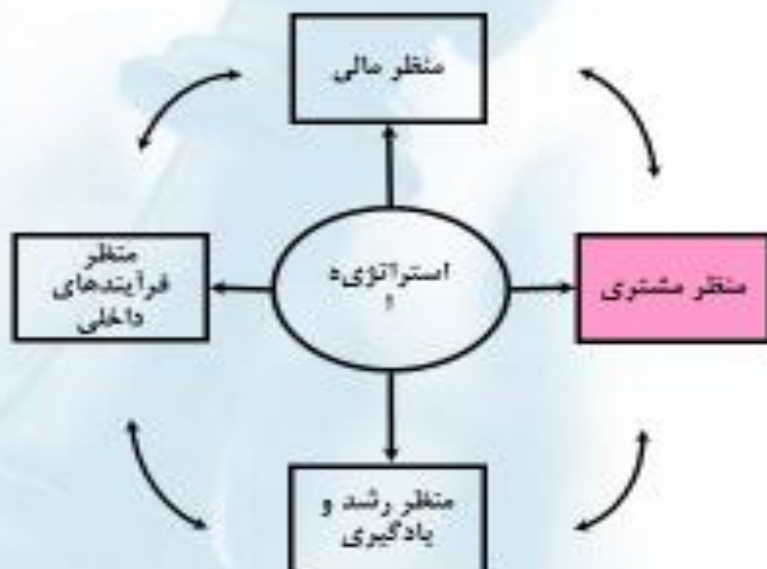 منظر مالی
استراتژی‌ه
ا
منظر مشتری
منظر
فرآیندهای
داخلی
منظر رشد و
یادگیری